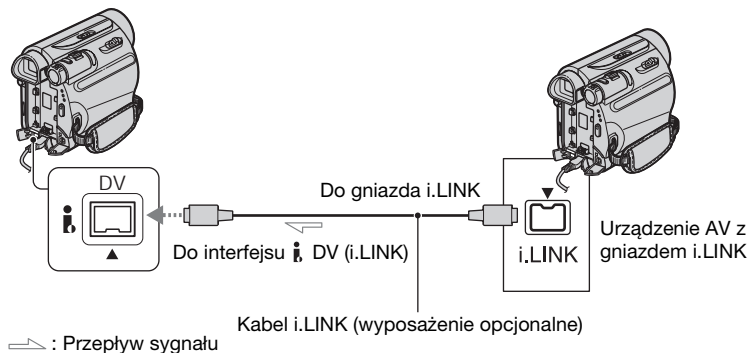 DV
Do gniazda i.LINK
Do interfejsu i DV (i.LINK)
i.LINK
Urządzenie AV z
gniazdem i.LINK
Kabel i.LINK (wyposażenie opcjonalne)
: Przepływ sygnału